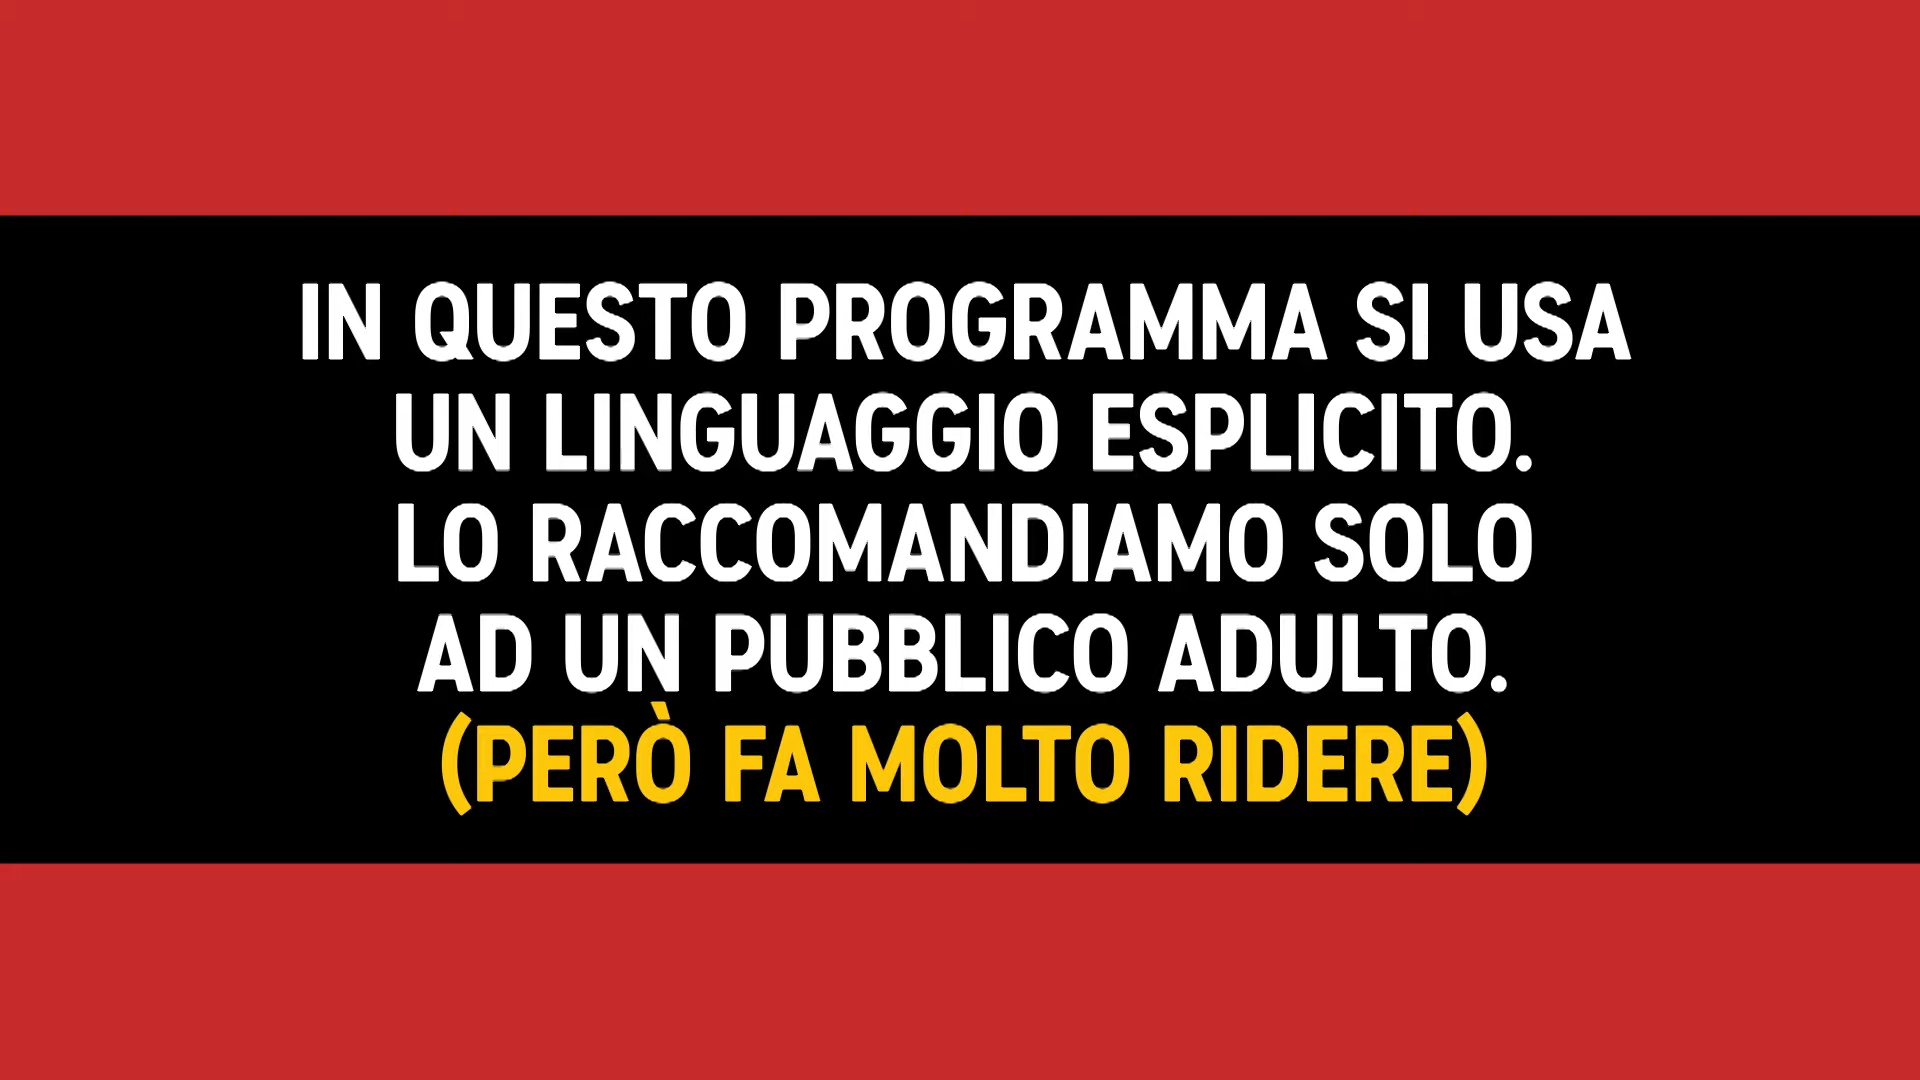 IN QUESTO PROGRAMMA SI USA
UN LINGUAGGIO ESPLICITO.
LO RACCOMANDIAMO SOLO
AD UN PUBBLICO ADULTO.
(PERÒ FA MOLTO RIDERE)